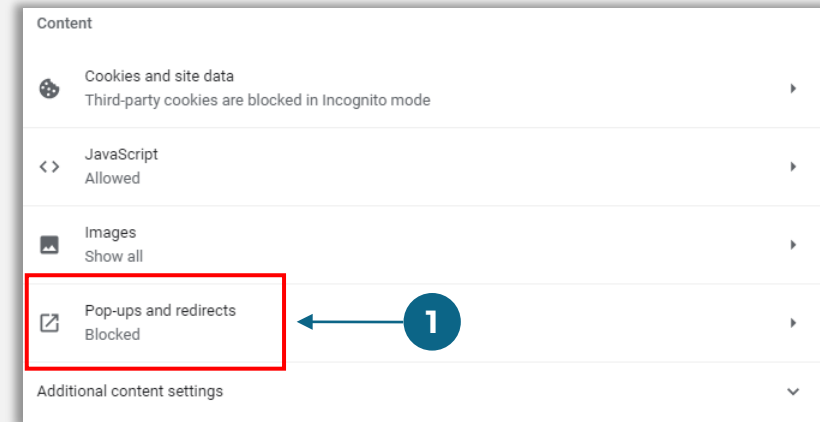 Content
Cookies and site data
Third-party cookies are blocked in Incognito mode
JavaScript
Allowed
Images
Show all
Pop-ups and redirects
Blocked
1
Additional content settings